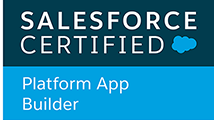 SALESFORCE
CERTIFIED
Platform App
Builder